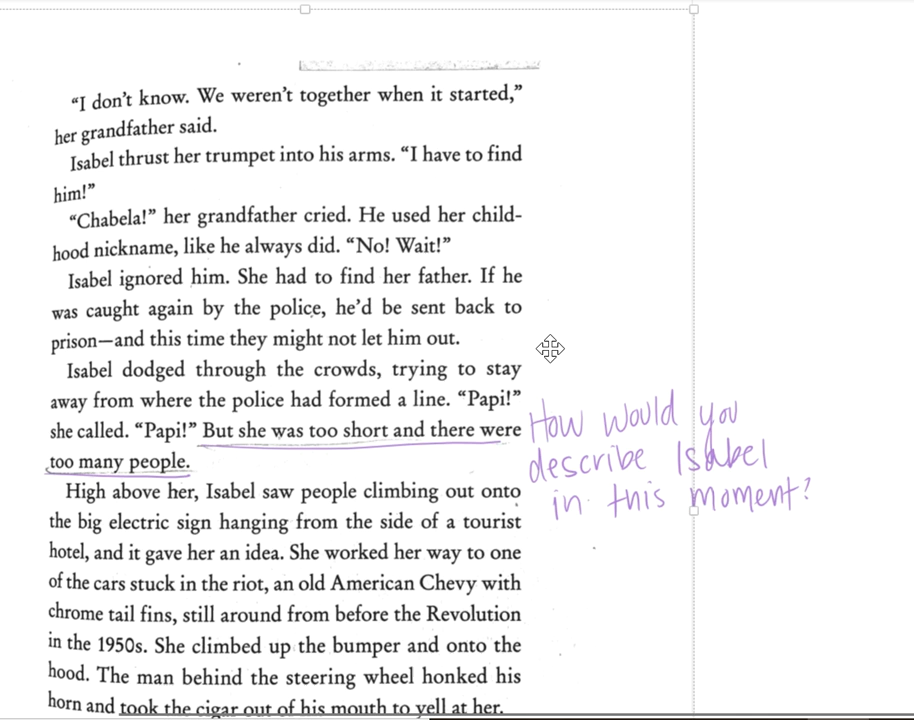 “I don’t know. We weren’t together when it started,”
her grandfather said.
Isabel thrust her trumpet into his arms. “I have to find
him!”
“Chabela!” her grandfather cried. He used her child-
hood nickname, like he always did. “No! Wait!”
Isabel ignored him. She had to find her father. If he
was caught again by the police, he’d be sent back to
prison—and this time they might not let him out.
Isabel dodged through the crowds, trying to stay
away from where the police had formed a line. “Papi!”
she called. “Papi!” But she was too short and there were
too many people.
How would you
describe Isabel
in this moment?
High above her, Isabel saw people climbing out onto
the big electric sign hanging from the side of a tourist
hotel, and it gave her an idea. She worked her way to one
of the cars stuck in the riot, an old American Chevy with
chrome tail fins, still around from before the Revolution
in the 1950s. She climbed up the bumper and onto the
hood. The man behind the steering wheel honked his
horn and took the cigar out of his mouth to yell at her.